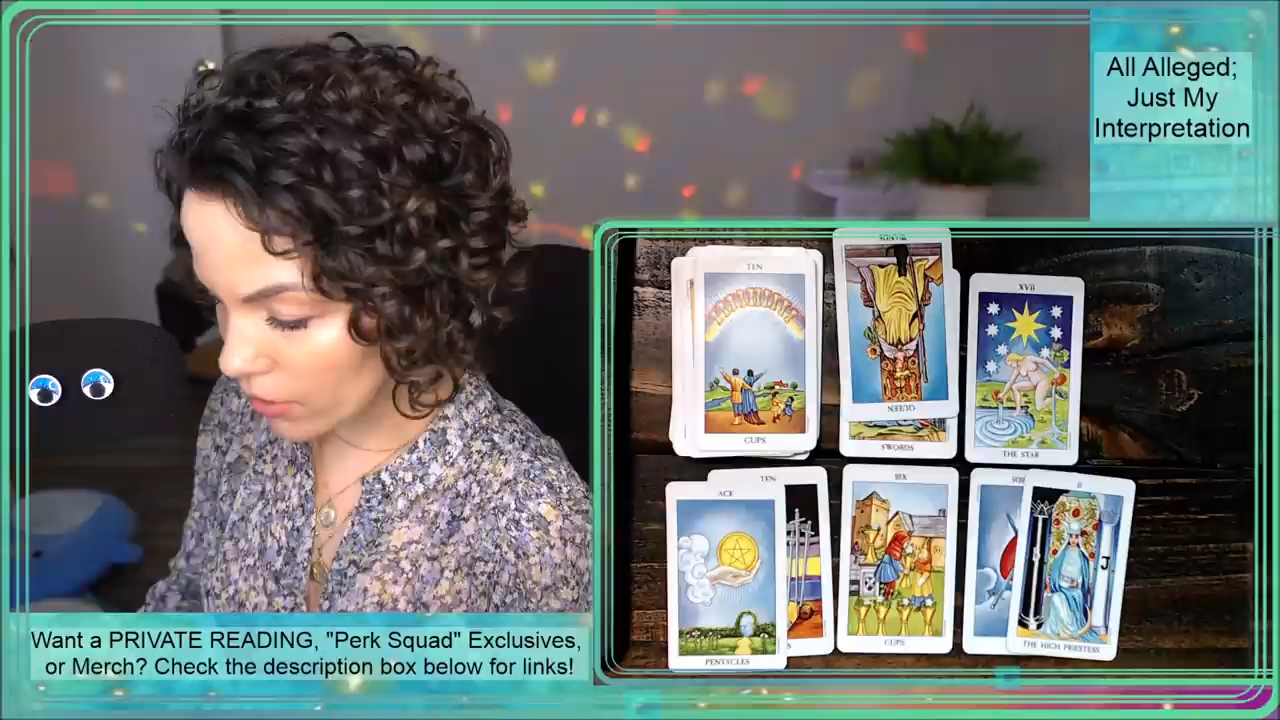 All Alleged;
Just My
Interpretation
TEN
CUPS
QUEEN
SWORDS
XVII
THE STAR
ACE
PENTACLES
TEN
S
SIX
CUPS
II
B
J
THE HIGH PRIESTESS
Want a PRIVATE READING, "Perk Squad" Exclusives,
or Merch? Check the description box below for links!